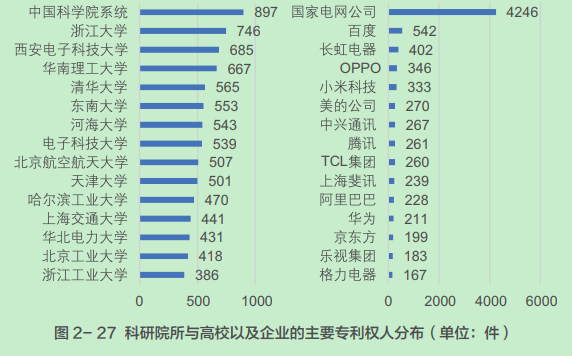 中国科学院系统 897
浙江大学 746
西安电子科技大学 685
华南理工大学 667
清华大学 565
东南大学 553
河海大学 543
电子科技大学 539
北京航空航天大学 507
天津大学 501
哈尔滨工业大学 470
上海交通大学 441
华北电力大学 431
北京工业大学 418
浙江工业大学 386
0 500 1000
国家电网公司 4246
百度 542
长虹电器 402
OPPO 346
小米科技 333
美的公司 270
中兴通讯 267
腾讯 261
TCL集团 260
上海斐讯 239
阿里巴巴 228
华为 211
京东方 199
乐视集团 183
格力电器 167
0 2000 4000 6000
图 2- 27 科研院所与高校以及企业的主要专利权人分布（单位：件）